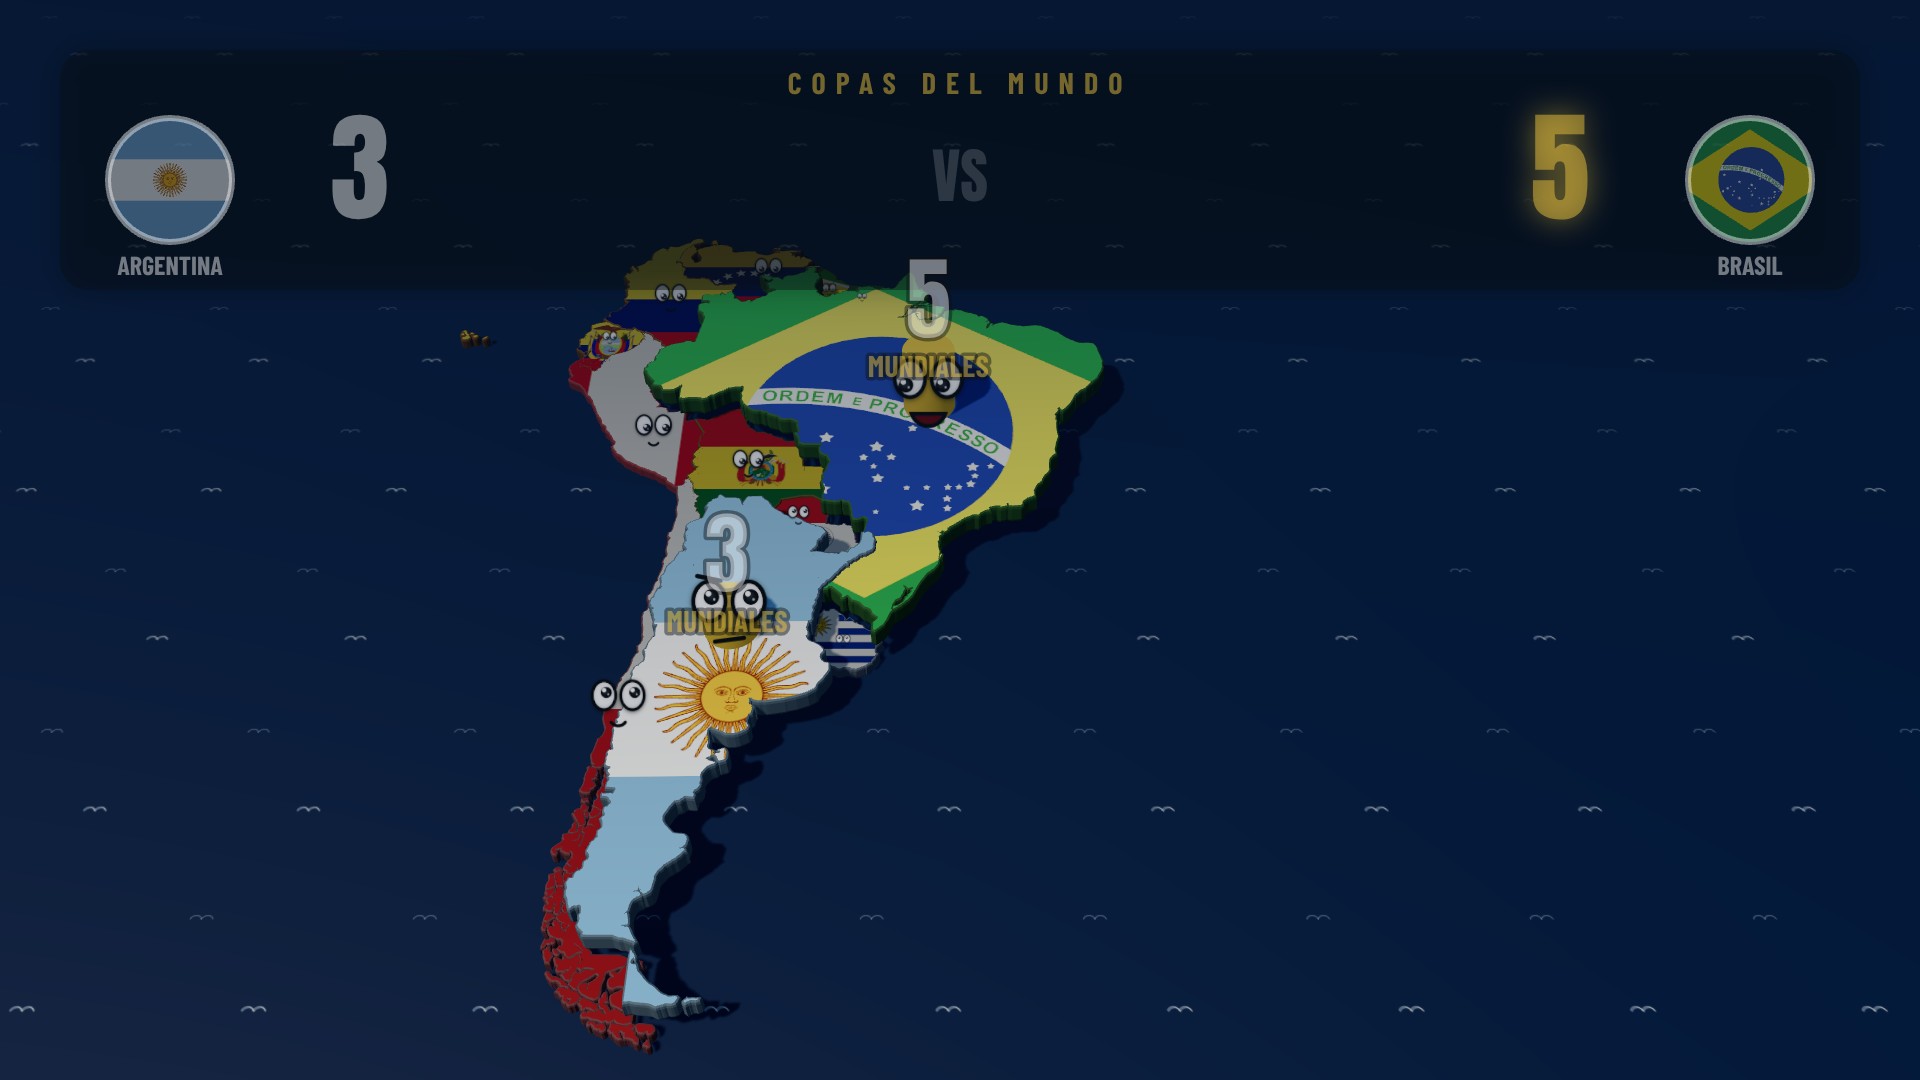 COPAS DEL MUNDO
3
VS
5
ARGENTINA
BRASIL
5
MUNDIALES
ORDEM E PROGRESSO
3
MUNDIALES